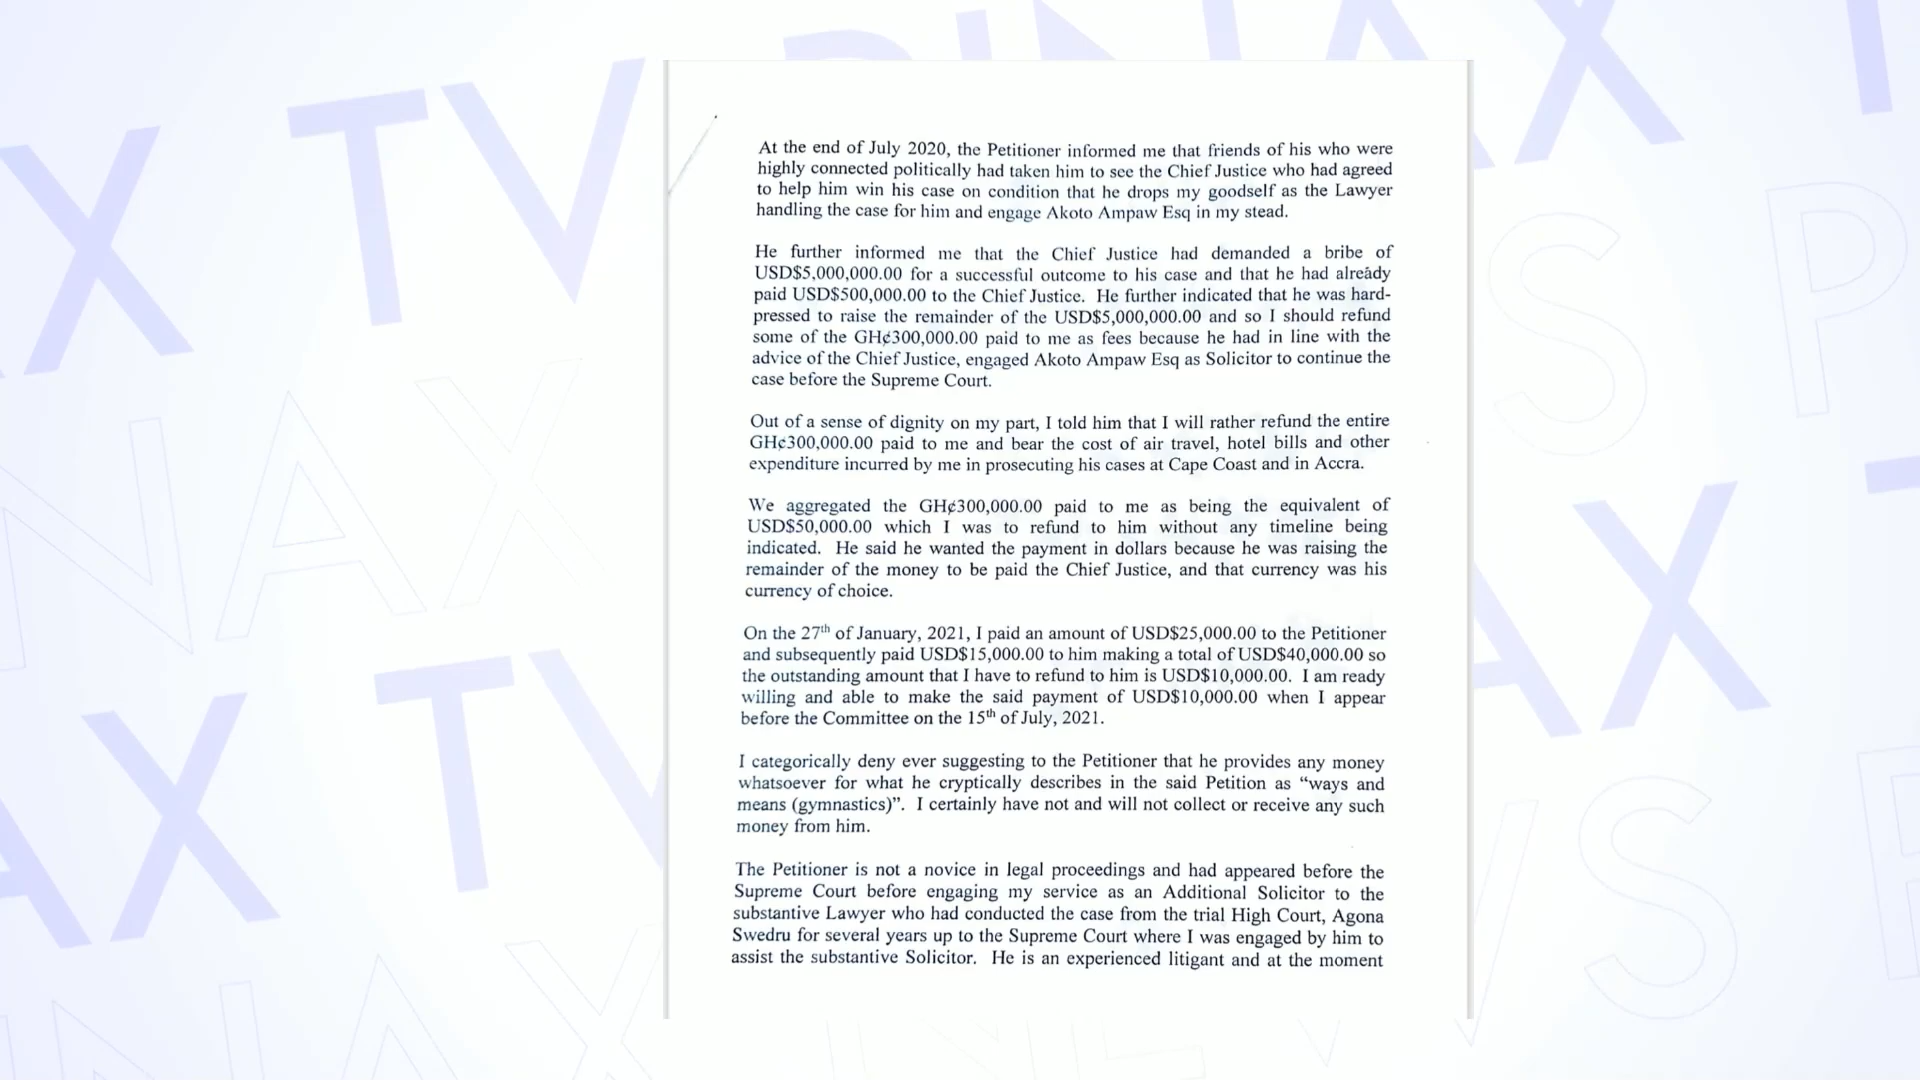 TV PINAX
At the end of July 2020, the Petitioner informed me that friends of his who were
highly connected politically had taken him to see the Chief Justice who had agreed
to help him win his case on condition that he drops my goodself as the Lawyer
handling the case for him and engage Akoto Ampaw Esq in my stead.
He further informed me that the Chief Justice had demanded a bribe of
USD$5,000,000.00 for a successful outcome to his case and that he had already
paid USD$500,000.00 to the Chief Justice. He further indicated that he was hard-
pressed to raise the remainder of the USD$5,000,000.00 and so I should refund
some of the GH¢300,000.00 paid to me as fees because he had in line with the
advice of the Chief Justice, engaged Akoto Ampaw Esq as Solicitor to continue the
case before the Supreme Court.
Out of a sense of dignity on my part, I told him that I will rather refund the entire
GH¢300,000.00 paid to me and bear the cost of air travel, hotel bills and other
expenditure incurred by me in prosecuting his cases at Cape Coast and in Accra.
We aggregated the GH¢300,000.00 paid to me as being the equivalent of
USD$50,000.00 which I was to refund to him without any timeline being
indicated. He said he wanted the payment in dollars because he was raising the
remainder of the money to be paid the Chief Justice, and that currency was his
currency of choice.
On the 27th of January, 2021, I paid an amount of USD$25,000.00 to the Petitioner
and subsequently paid USD$15,000.00 to him making a total of USD$40,000.00 so
the outstanding amount that I have to refund to him is USD$10,000.00. I am ready
willing and able to make the said payment of USD$10,000.00 when I appear
before the Committee on the 15th of July, 2021.
I categorically deny ever suggesting to the Petitioner that he provides any money
whatsoever for what he cryptically describes in the said Petition as “ways and
means (gymnastics)”. I certainly have not and will not collect or receive any such
money from him.
The Petitioner is not a novice in legal proceedings and had appeared before the
Supreme Court before engaging my service as an Additional Solicitor to the
substantive Lawyer who had conducted the case from the trial High Court, Agona
Swedru for several years up to the Supreme Court where I was engaged by him to
assist the substantive Solicitor. He is an experienced litigant and at the moment